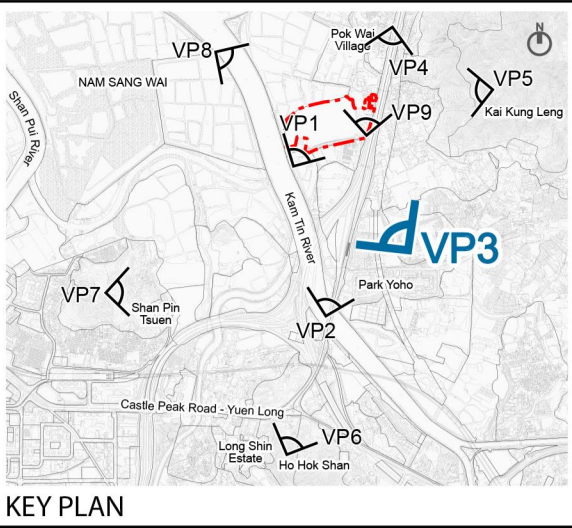 N
Pok Wai
Village
VP8
VP4
VP5
NAM SANG WAI
Kai Kung Leng
Shan Pui River
VP9
VP1
Kam Tin River
VP3
VP7
Shan Pin
Tsuen
Park Yoho
VP2
Castle Peak Road - Yuen Long
VP6
Long Shin
Estate
Ho Hok Shan
KEY PLAN